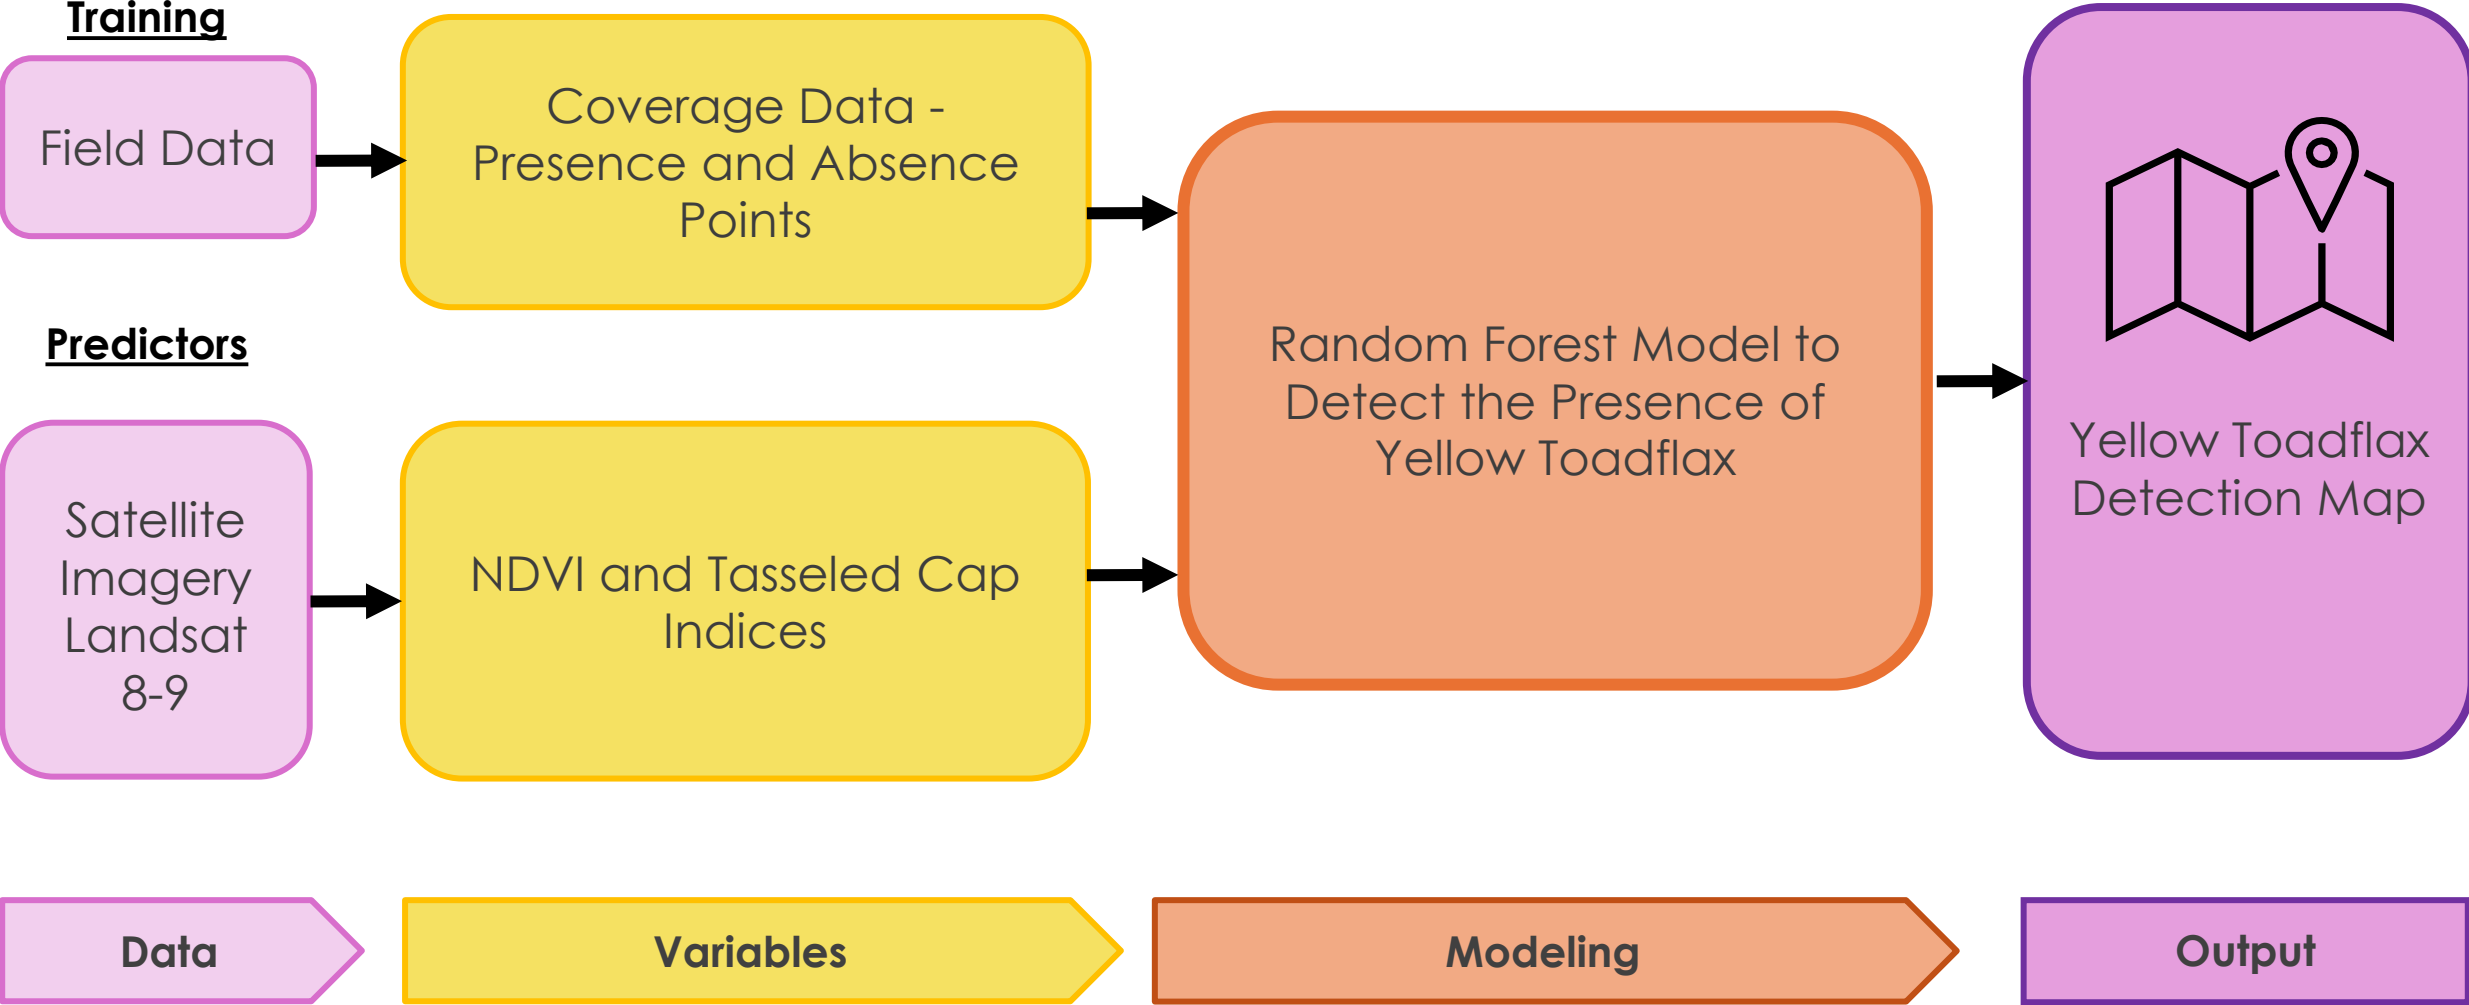 Training
Field Data
Coverage Data -
Presence and Absence
Points
Predictors
Satellite
Imagery
Landsat
8-9
NDVI and Tasseled Cap
Indices
Random Forest Model to
Detect the Presence of
Yellow Toadflax
Yellow Toadflax
Detection Map
Data
Variables
Modeling
Output